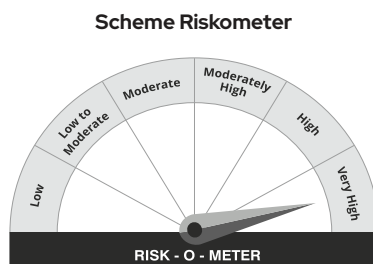 Scheme Riskometer
Low
Low to
Moderate
Moderate
Moderately
High
High
Very High
RISK - O - METER